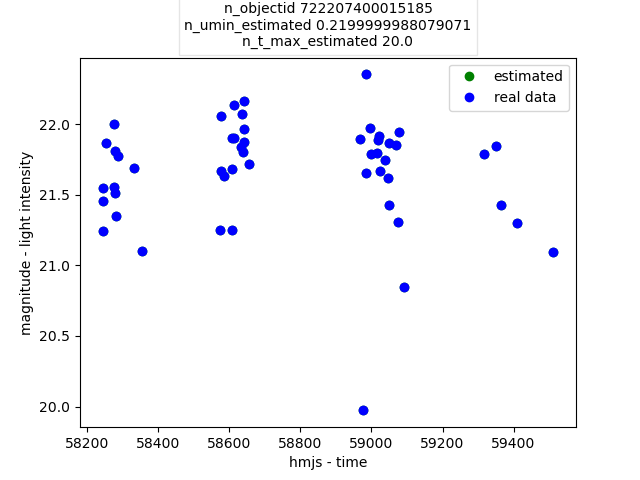 n_objectid 722207400015185
n_umin_estimated 0.2199999988079071
n_t_max_estimated 20.0
estimated
real data
magnitude - light intensity
22.0
21.5
21.0
20.5
20.0
58200 58400 58600 58800 59000 59200 59400
hmjs - time